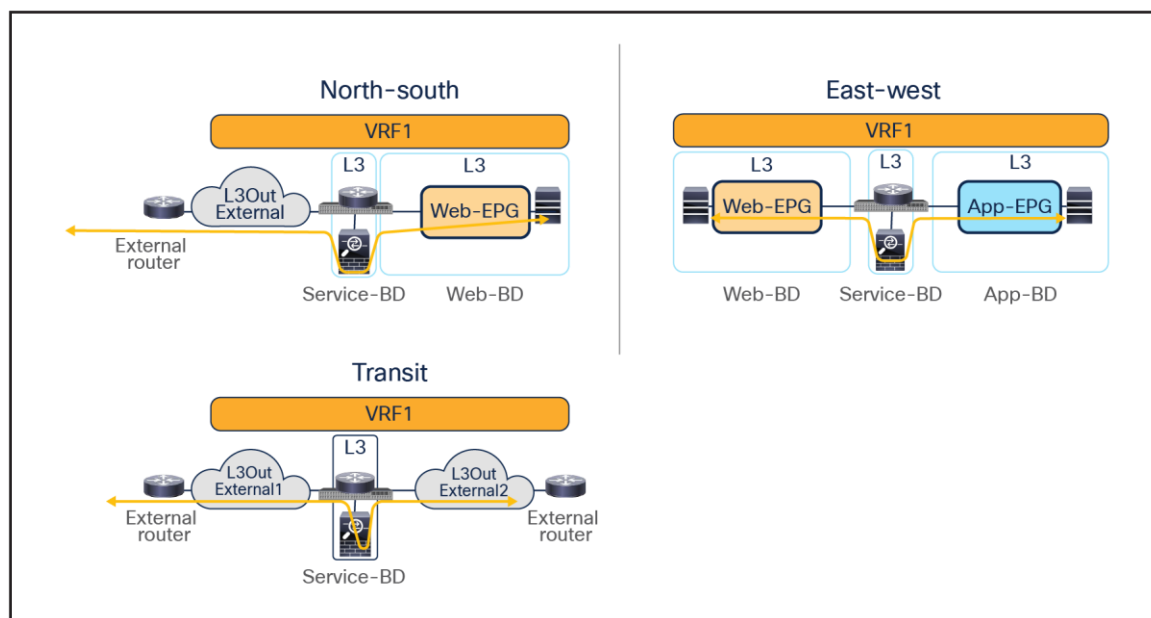 North-south
VRF1
L3
L3
L3Out
External
Web-EPG
External
router
Service-BD
Web-BD
East-west
VRF1
L3
L3
L3
Web-EPG
App-EPG
Web-BD
Service-BD
App-BD
Transit
VRF1
L3
L3Out
External1
L3Out
External2
External
router
External
router
Service-BD